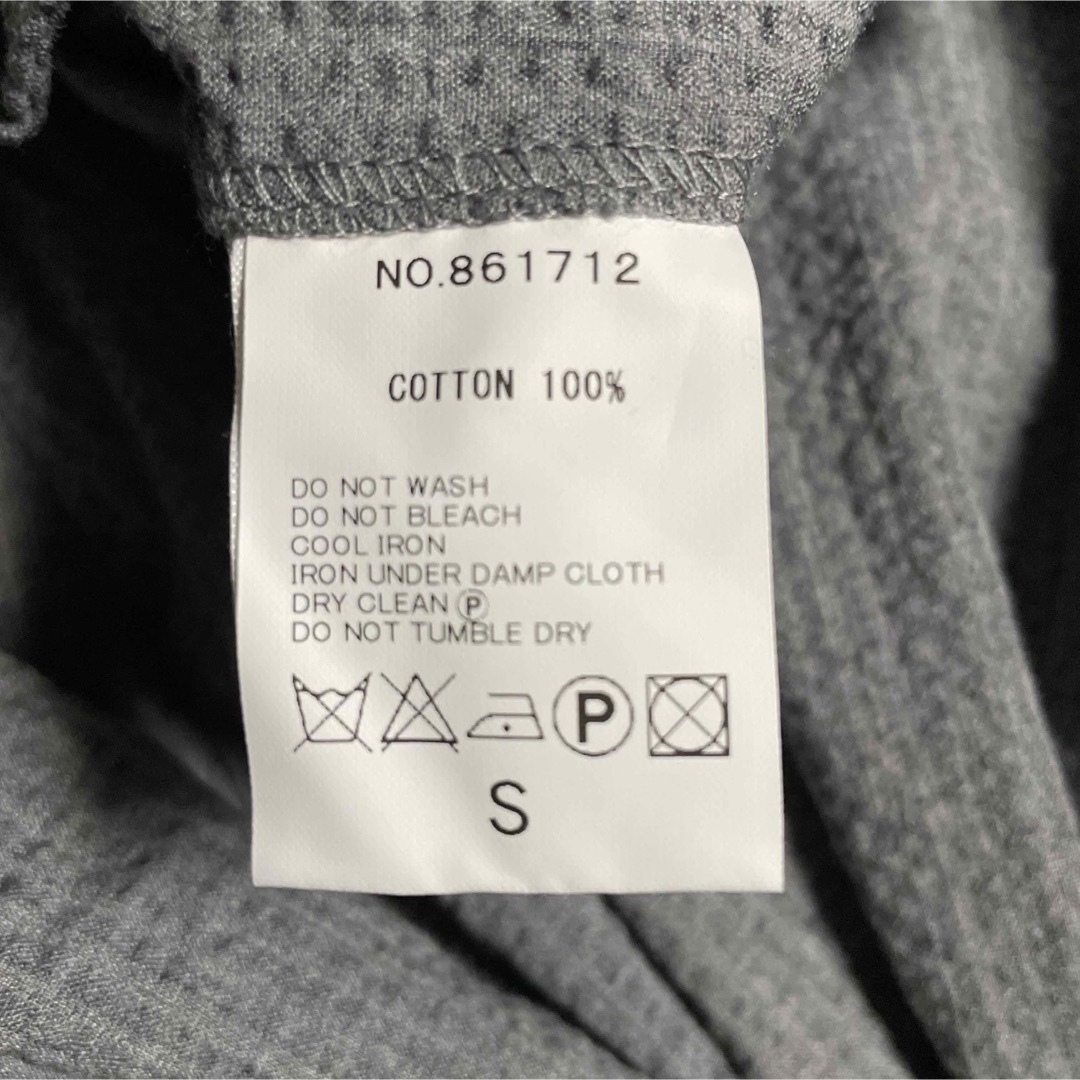 NO.861712
COTTON 100%
DO NOT WASH
DO NOT BLEACH
COOL IRON
IRON UNDER DAMP CLOTH
DRY CLEAN Ⓟ
DO NOT TUMBLE DRY
P
S